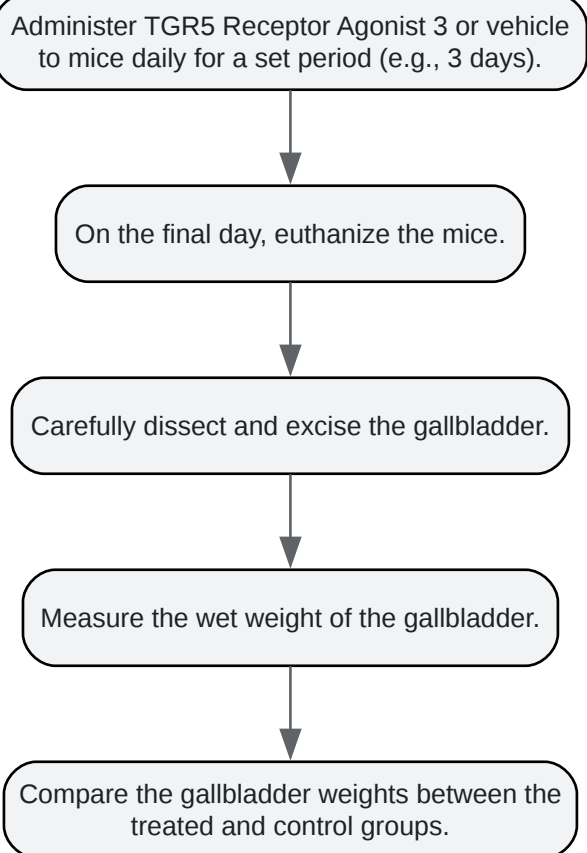 Administer TGR5 Receptor Agonist 3 or vehicle
to mice daily for a set period (e.g., 3 days).
On the final day, euthanize the mice.
Carefully dissect and excise the gallbladder.
Measure the wet weight of the gallbladder.
Compare the gallbladder weights between the
treated and control groups.